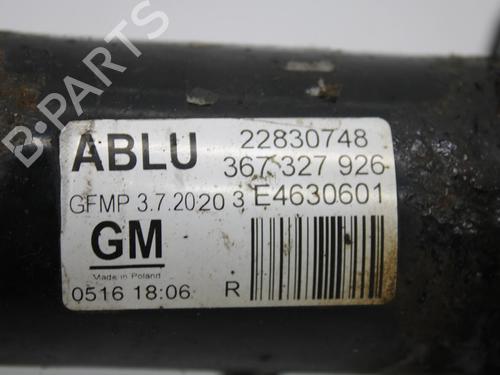 B-PARTS
ABLU 22830748
367 327 926
GFMP 3.7.2020 3 E4630601
GM
Made in Poland
0516 18:06 R